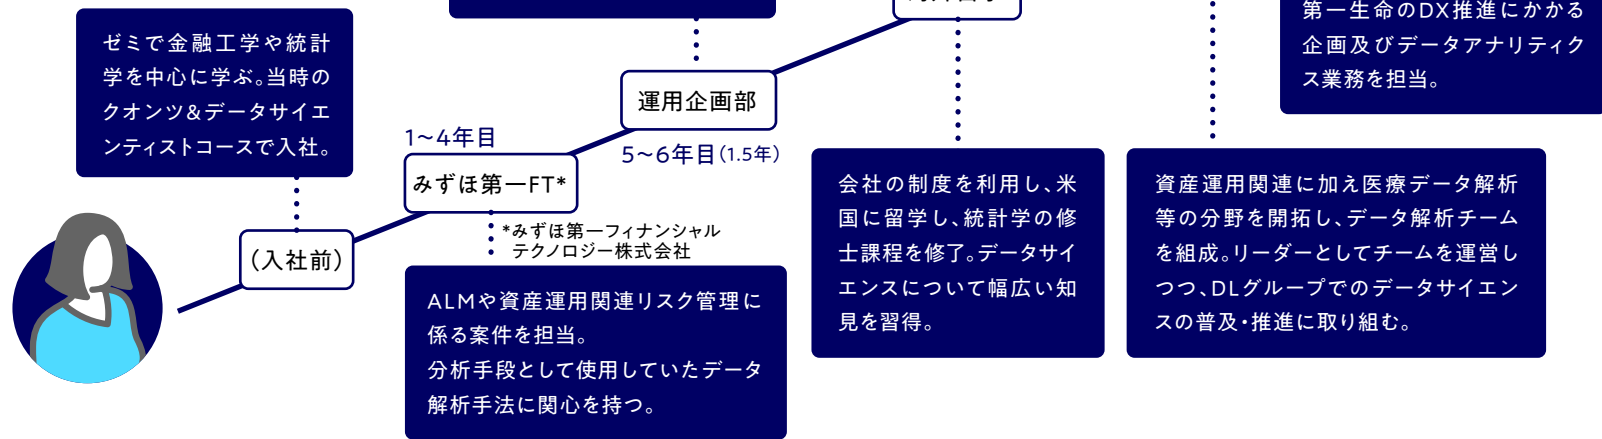 ゼミで金融工学や統計
学を中心に学ぶ。当時の
クオンツ&データサイエ
ンティストコースで入社。
(入社前)
1~4年目
みずほ第一FT*
*みずほ第一フィナンシャル
テクノロジー株式会社
ALMや資産運用関連リスク管理に
係る案件を担当。
分析手段として使用していたデータ
解析手法に関心を持つ。
運用企画部
5~6年目(1.5年)
会社の制度を利用し、米
国に留学し、統計学の修
士課程を修了。データサイ
エンスについて幅広い知
見を習得。
資産運用関連に加え医療データ解析
等の分野を開拓し、データ解析チーム
を組成。リーダーとしてチームを運営し
つつ、DLグループでのデータサイエン
スの普及・推進に取り組む。
第一生命のDX推進にかかる
企画及びデータアナリティク
ス業務を担当。